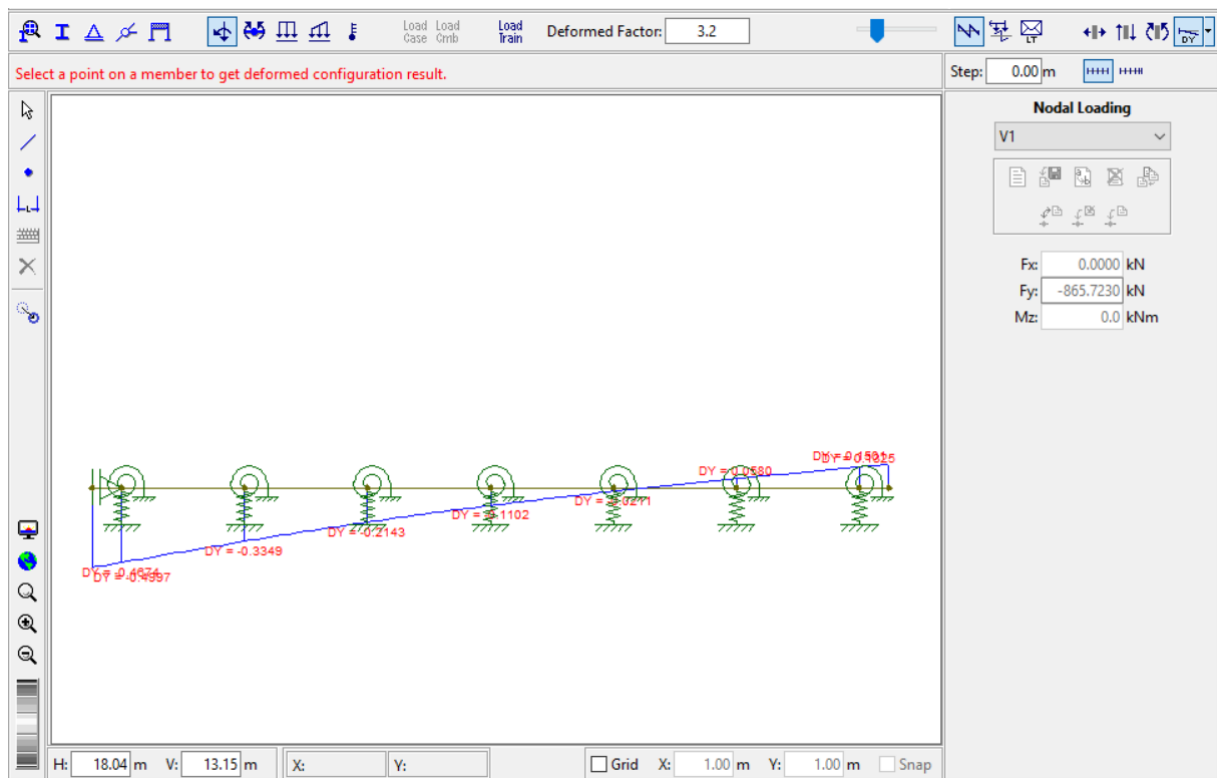 Load Case
Load Cmb
Load Train
Deformed Factor: 3.2
LT
DY
Select a point on a member to get deformed configuration result.
Step: 0.00 m
Nodal Loading
V1
Fx: 0.0000 kN
Fy: -865.7230 kN
Mz: 0.0 kNm
L
DY = 0.0580
DY = -0.1102
DY = -0.2143
DY = -0.3349
H: 18.04 m V: 13.15 m X: Y: Grid X: 1.00 m Y: 1.00 m Snap